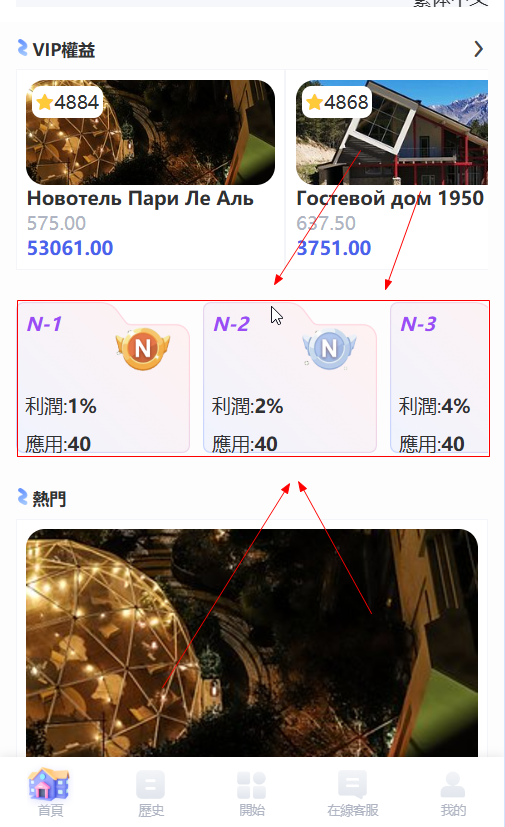 繁体中文
VIP權益
4884
4868
Новотель Пари Ле Аль
Гостевой дом 1950
575.00
637.50
53061.00
3751.00
N-1
N-2
N-3
N
N
利潤:1%
利潤:2%
利潤:4%
應用:40
應用:40
應用:40
熱門
首頁
歷史
開始
在線客服
我的